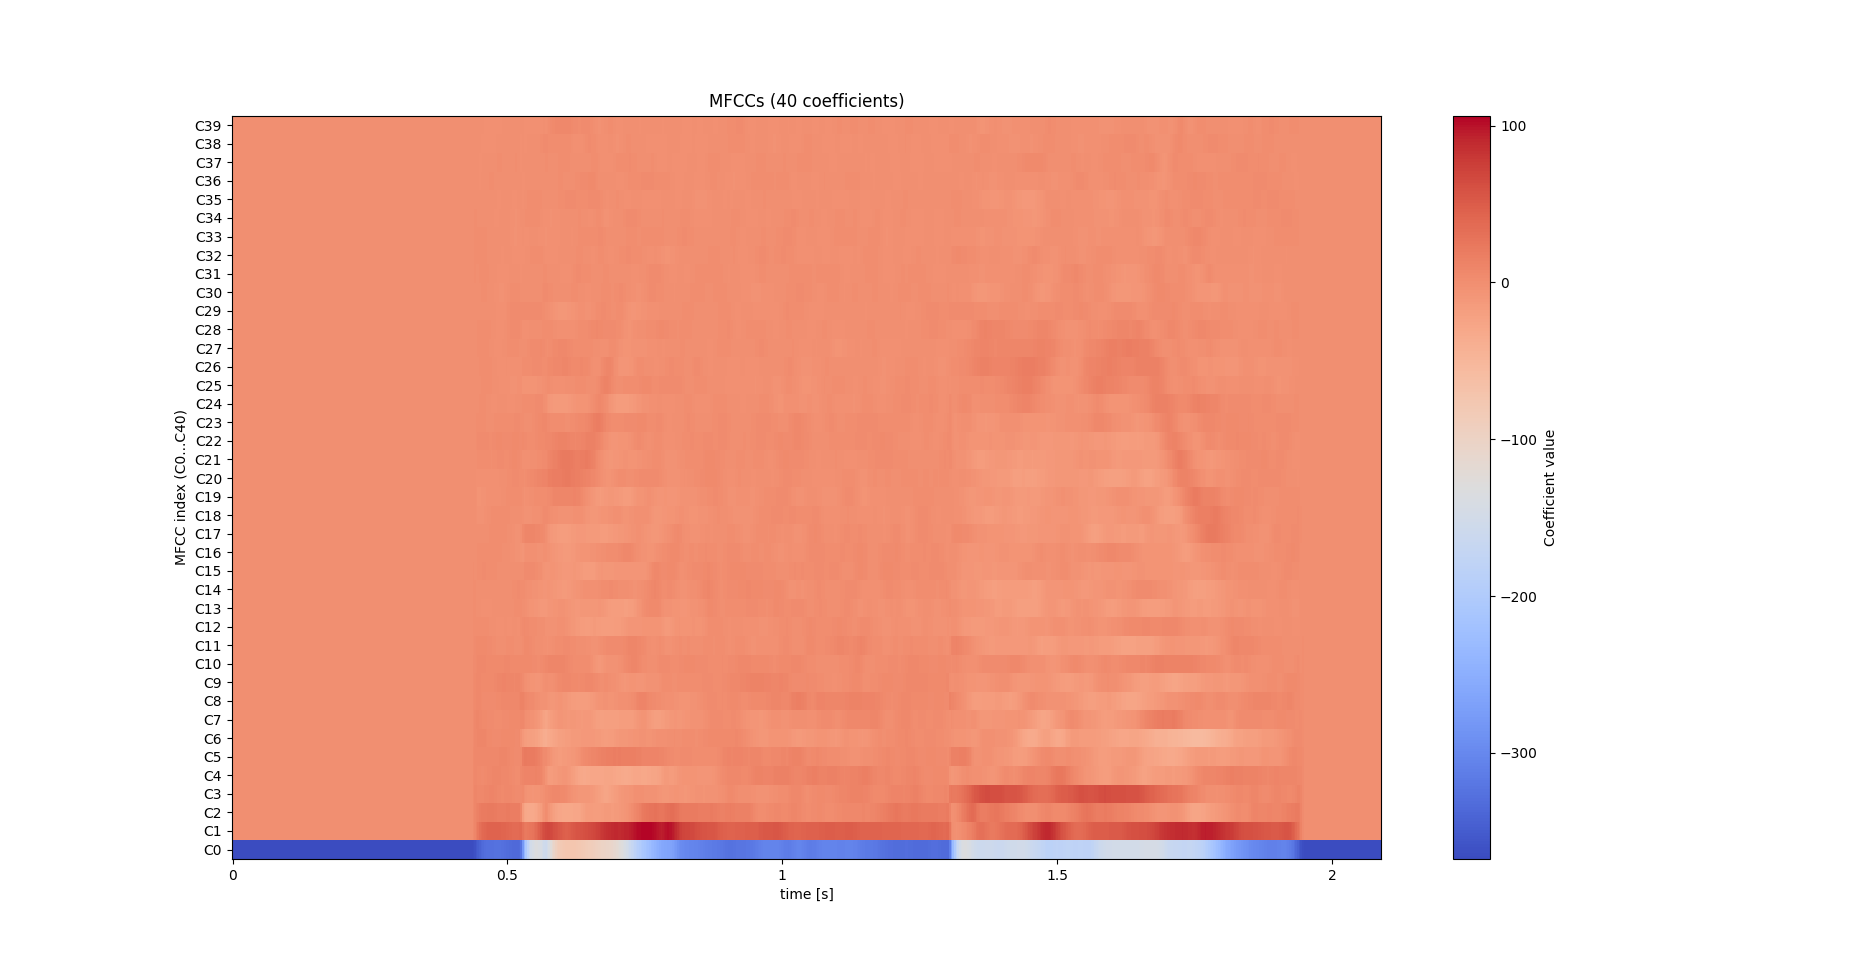 MFCCs (40 coefficients)
C39
C38
C37
C36
C35
C34
C33
C32
C31
C30
C29
C28
C27
C26
C25
C24
C23
C22
C21
C20
C19
C18
C17
C16
C15
C14
C13
C12
C11
C10
C9
C8
C7
C6
C5
C4
C3
C2
C1
C0
MFCC index (C0...C40)
0 0.5 1 1.5 2
time [s]
100
0
−100
−200
−300
Coefficient value